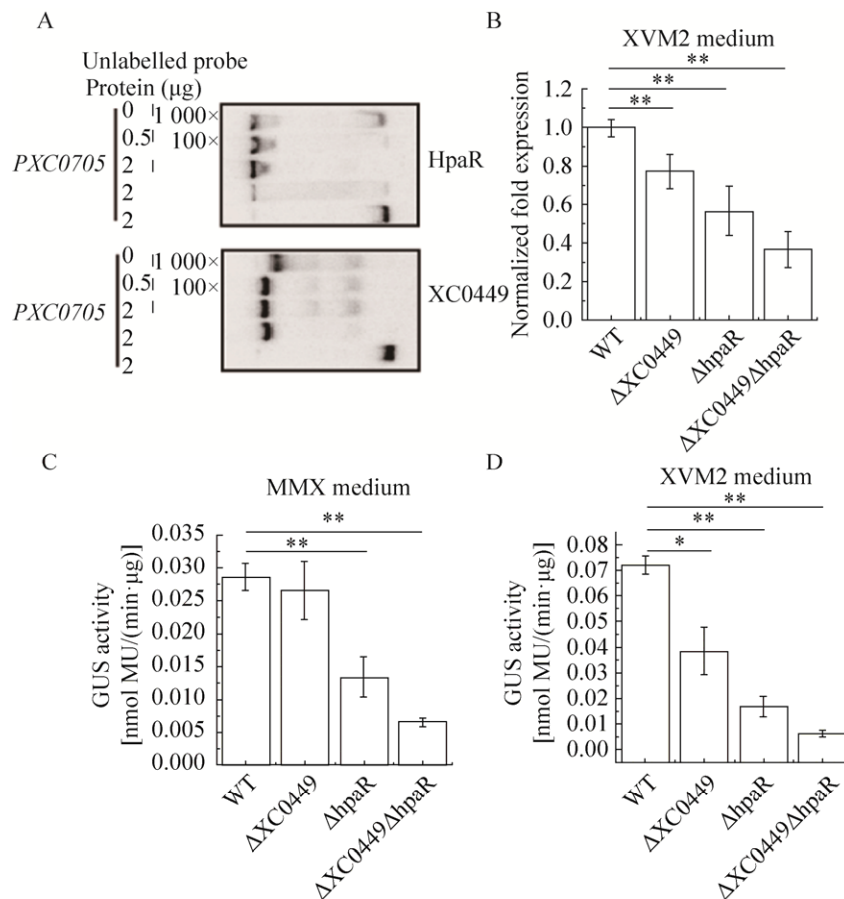 A
Unlabelled probe
Protein (μg)
PXC0705
0
0.5
2
2
2
–
–
–
1 000×
100×
HpaR
PXC0705
0
0.5
2
2
2
–
–
–
1 000×
100×
XC0449
B
XVM2 medium
**
**
**
Normalized fold expression
1.2
1.0
0.8
0.6
0.4
0.2
0.0
WT
ΔXC0449
ΔhpaR
ΔXC0449ΔhpaR
C
MMX medium
**
**
GUS activity
[nmol MU/(min·μg)]
0.035
0.030
0.025
0.020
0.015
0.010
0.005
0.000
WT
ΔXC0449
ΔhpaR
ΔXC0449ΔhpaR
D
XVM2 medium
**
**
*
GUS activity
[nmol MU/(min·μg)]
0.08
0.07
0.06
0.05
0.04
0.03
0.02
0.01
0.00
WT
ΔXC0449
ΔhpaR
ΔXC0449ΔhpaR